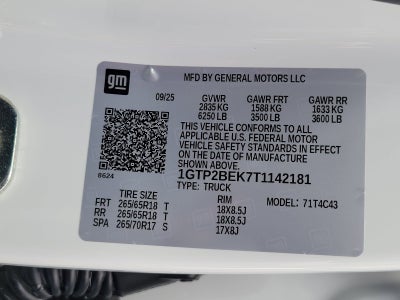 gm
MFD BY GENERAL MOTORS LLC
09/25 GVWR GAWR FRT GAWR RR
2835 KG 1588 KG 1633 KG
6250 LB 3500 LB 3600 LB
THIS VEHICLE CONFORMS TO ALL
APPLICABLE U.S. FEDERAL MOTOR
VEHICLE SAFETY STANDARDS IN EFFECT
ON THE DATE OF MANUFACTURE
SHOWN ABOVE.
8624 1GTP2BEK7T1142181
TYPE: TRUCK
TIRE SIZE RIM MODEL: 71T4C43
FRT 265/65R18 T 18X8.5J
RR 265/65R18 T 18X8.5J
SPA 265/70R17 S 17X8J